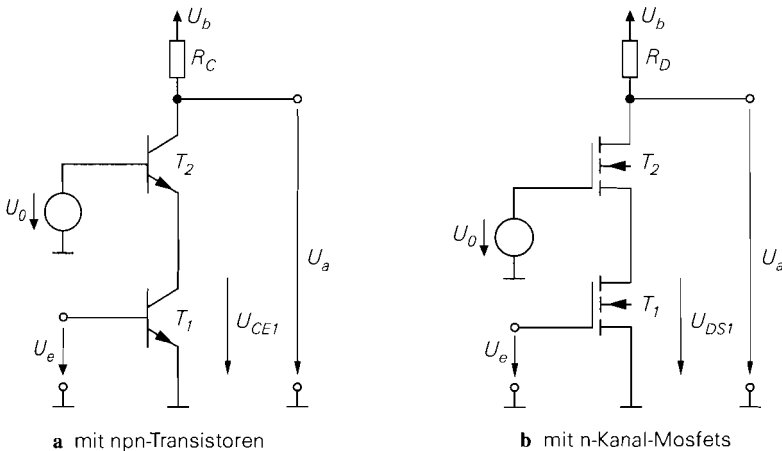 U_b U_b
R_C R_D
T_2 T_2
U_0 U_0
U_a U_a
T_1 T_1
U_CE1 U_DS1
U_e U_e
a mit npn-Transistoren b mit n-Kanal-Mosfets